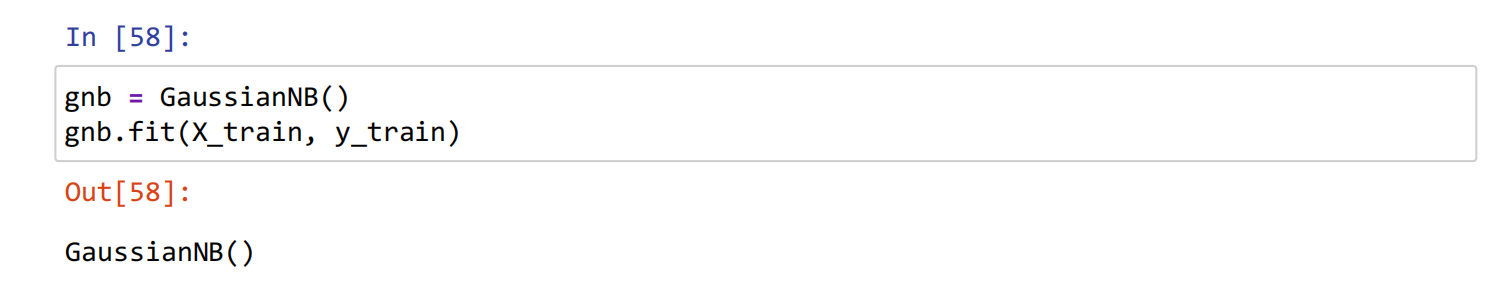 In [58]:
gnb = GaussianNB()
gnb.fit(X_train, y_train)
Out[58]:
GaussianNB()